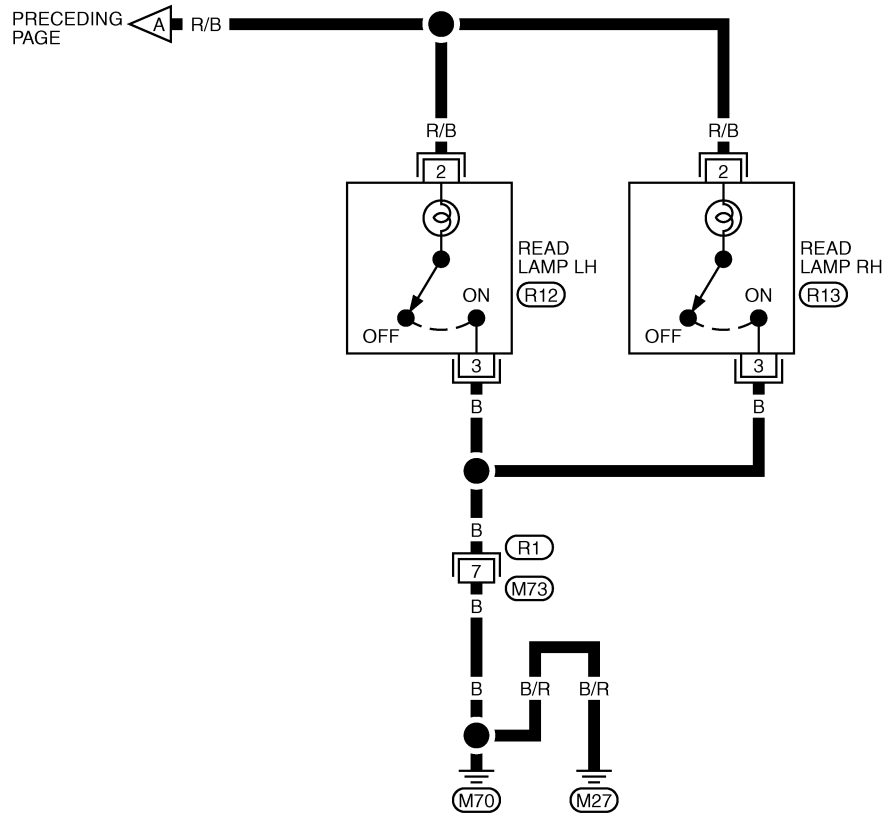 PRECEDING
PAGE
A
R/B
R/B
R/B
2
2
READ
LAMP LH
R12
READ
LAMP RH
R13
ON
OFF
ON
OFF
3
3
B
B
B
R1
7
M73
B
B
B/R
B/R
M70
M27